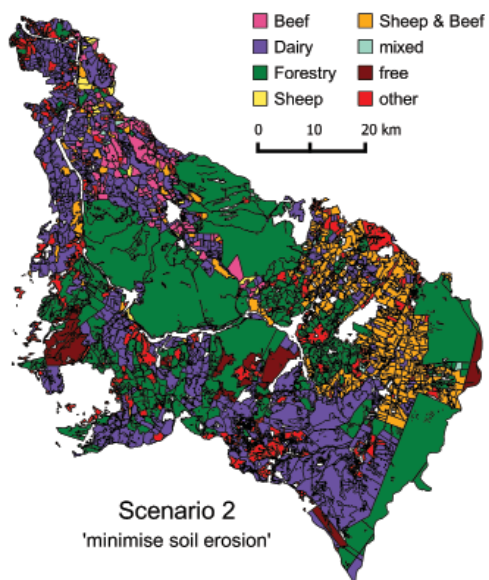 Beef
Dairy
Forestry
Sheep
Sheep & Beef
mixed
free
other
0 10 20 km
Scenario 2
'minimise soil erosion'